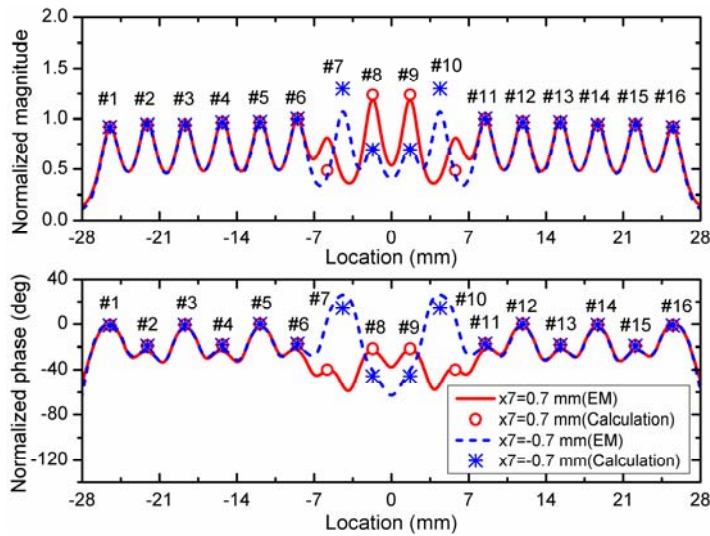 2.0
1.5
1.0
0.5
0.0
Normalized magnitude
#1 #2 #3 #4 #5 #6 #7 #8 #9 #10 #11 #12 #13 #14 #15 #16
-28 -21 -14 -7 0 7 14 21 28
Location (mm)
40
0
-40
-80
-120
Normalized phase (deg)
#1 #2 #3 #4 #5 #6 #7 #8 #9 #10 #11 #12 #13 #14 #15 #16
x7=0.7 mm(EM)
x7=0.7 mm(Calculation)
x7=-0.7 mm(EM)
x7=-0.7 mm(Calculation)
-28 -21 -14 -7 0 7 14 21 28
Location (mm)